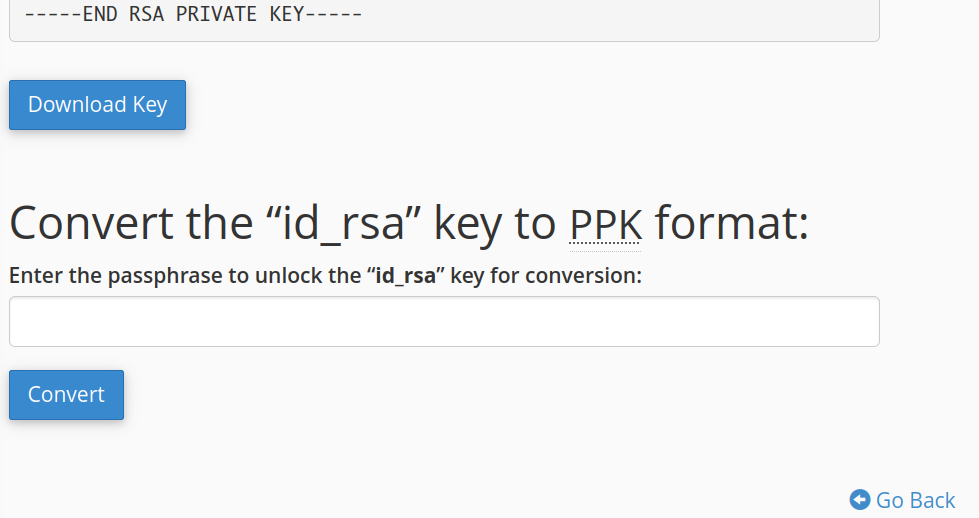 -----END RSA PRIVATE KEY-----
Download Key
Convert the “id_rsa” key to PPK format:
Enter the passphrase to unlock the “id_rsa” key for conversion:
Convert
Go Back